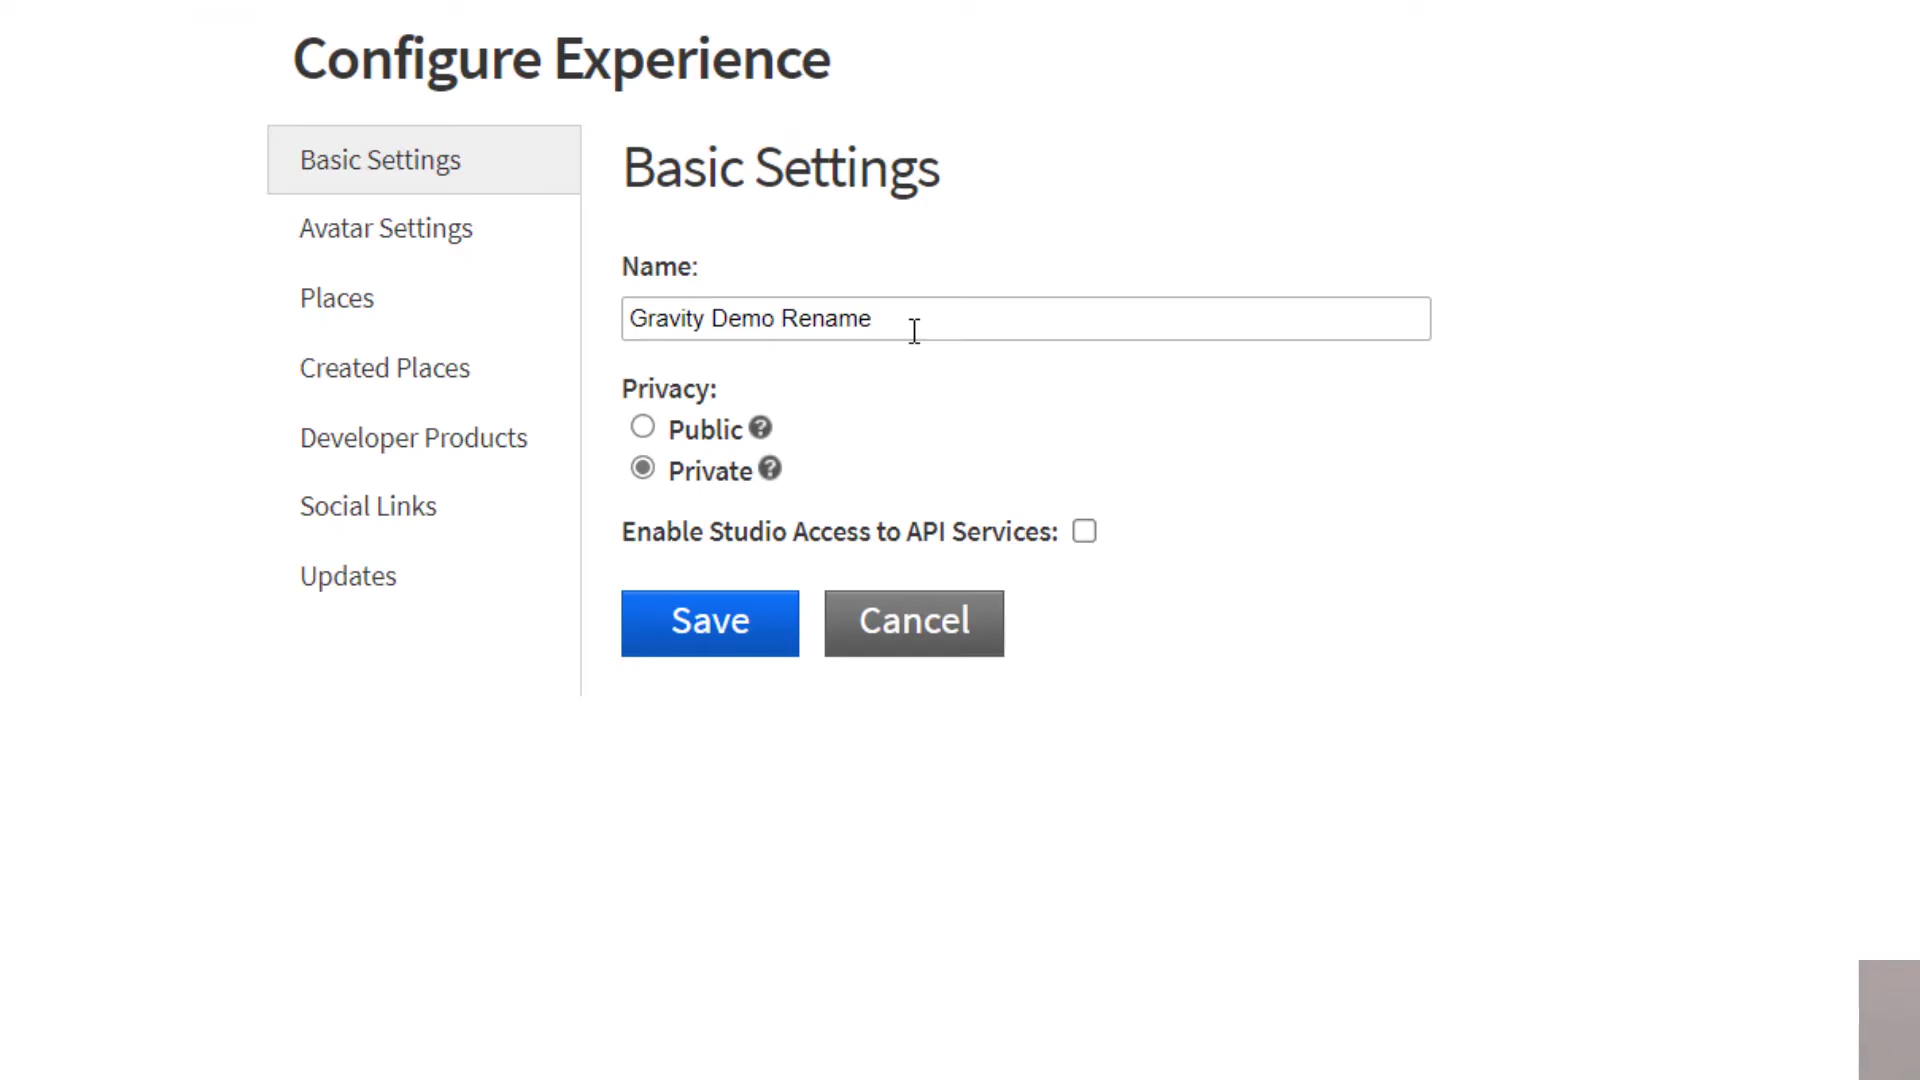 Configure Experience
Basic Settings
Avatar Settings
Places
Created Places
Developer Products
Social Links
Updates
Basic Settings
Name:
Gravity Demo Rename
Privacy:
Public ?
Private ?
Enable Studio Access to API Services:
Save Cancel